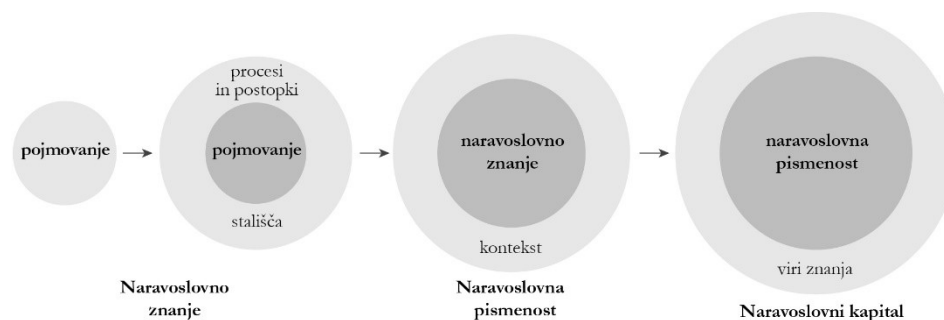 pojmovanje
procesi
in postopki
pojmovanje
stališča
Naravoslovno
znanje
naravoslovno
znanje
kontekst
Naravoslovna
pismenost
naravoslovna
pismenost
viri znanja
Naravoslovni kapital